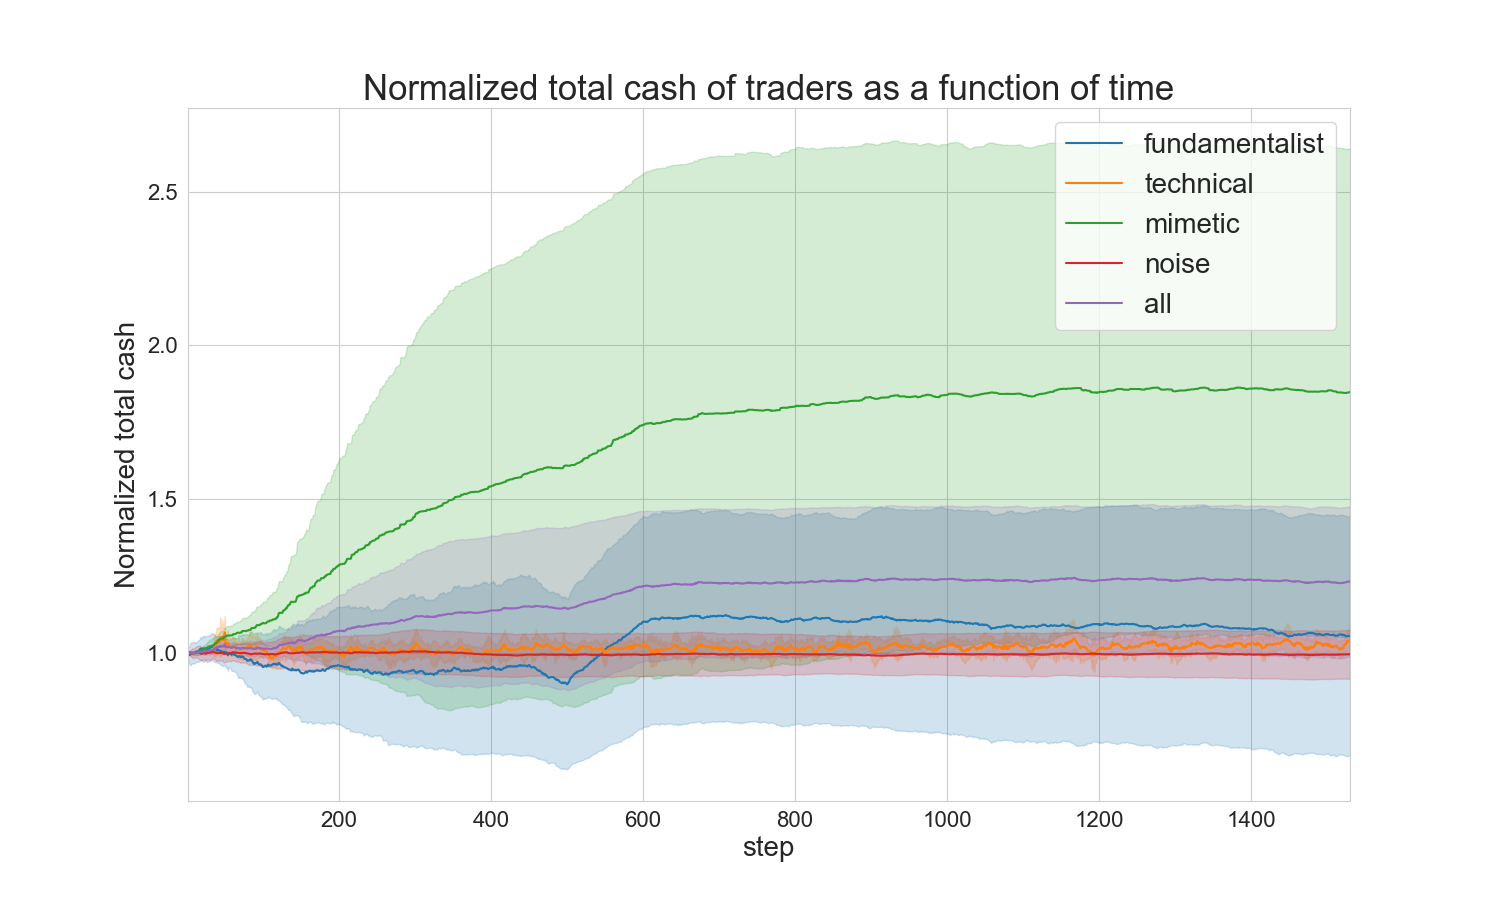 Normalized total cash of traders as a function of time
fundamentalist
technical
mimetic
noise
all
Normalized total cash
2.5
2.0
1.5
1.0
200 400 600 800 1000 1200 1400
step